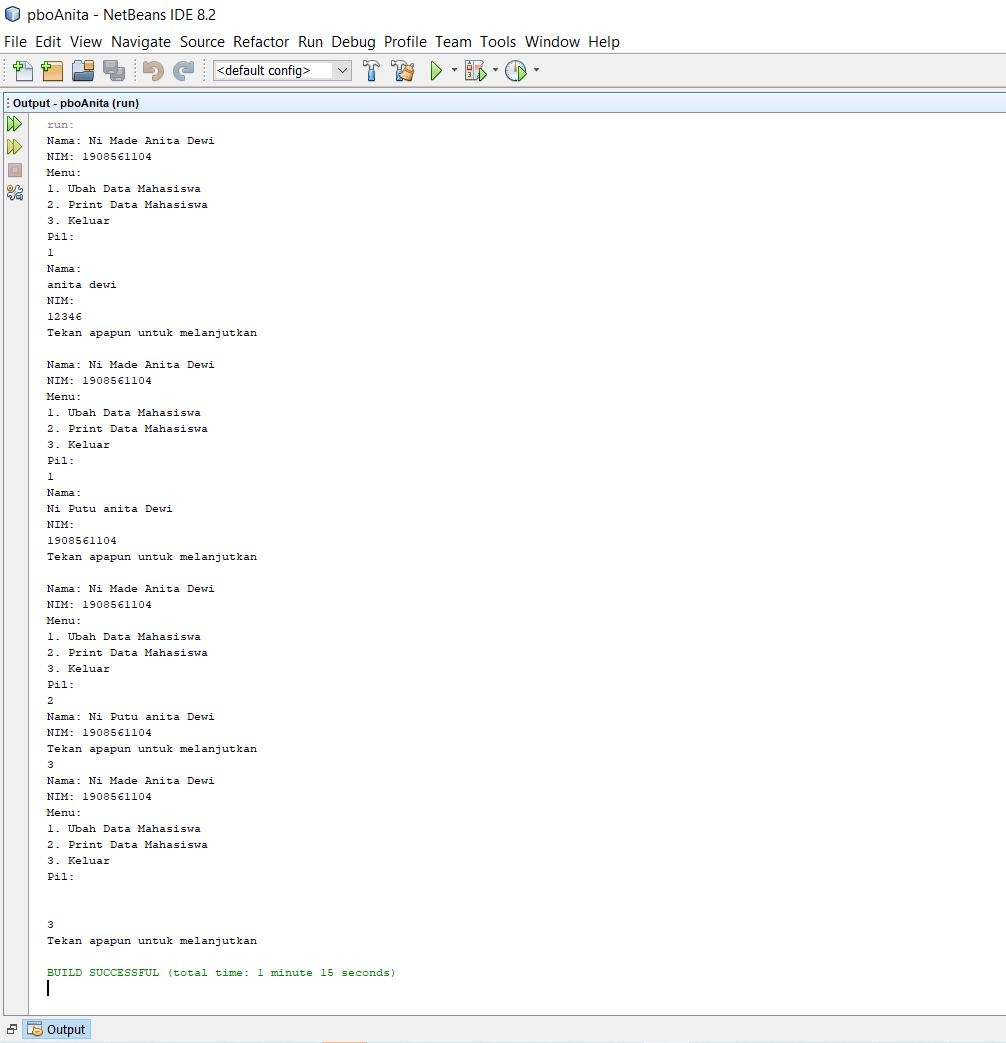 pboAnita - NetBeans IDE 8.2
File Edit View Navigate Source Refactor Run Debug Profile Team Tools Window Help
<default config>
Output - pboAnita (run)
run:
Nama: Ni Made Anita Dewi
NIM: 1908561104
Menu:
1. Ubah Data Mahasiswa
2. Print Data Mahasiswa
3. Keluar
Pil:
1
Nama:
anita dewi
NIM:
12346
Tekan apapun untuk melanjutkan
Nama: Ni Made Anita Dewi
NIM: 1908561104
Menu:
1. Ubah Data Mahasiswa
2. Print Data Mahasiswa
3. Keluar
Pil:
1
Nama:
Ni Putu anita Dewi
NIM:
1908561104
Tekan apapun untuk melanjutkan
Nama: Ni Made Anita Dewi
NIM: 1908561104
Menu:
1. Ubah Data Mahasiswa
2. Print Data Mahasiswa
3. Keluar
Pil:
2
Nama: Ni Putu anita Dewi
NIM: 1908561104
Tekan apapun untuk melanjutkan
3
Nama: Ni Made Anita Dewi
NIM: 1908561104
Menu:
1. Ubah Data Mahasiswa
2. Print Data Mahasiswa
3. Keluar
Pil:
3
Tekan apapun untuk melanjutkan
BUILD SUCCESSFUL (total time: 1 minute 15 seconds)
Output